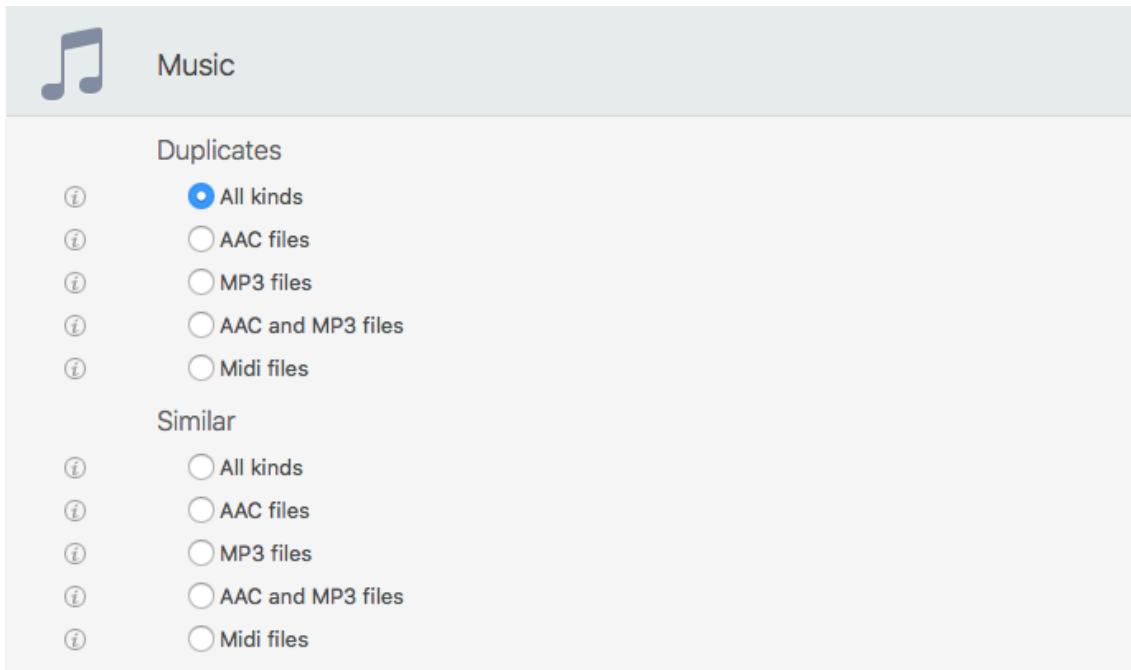 Music
Duplicates
All kinds
AAC files
MP3 files
AAC and MP3 files
Midi files
Similar
All kinds
AAC files
MP3 files
AAC and MP3 files
Midi files